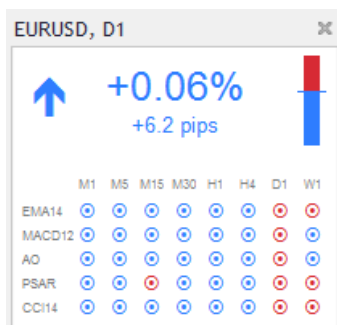 EURUSD, D1
+0.06%
+6.2 pips
M1 M5 M15 M30 H1 H4 D1 W1
EMA14
MACD12
AO
PSAR
CCI14